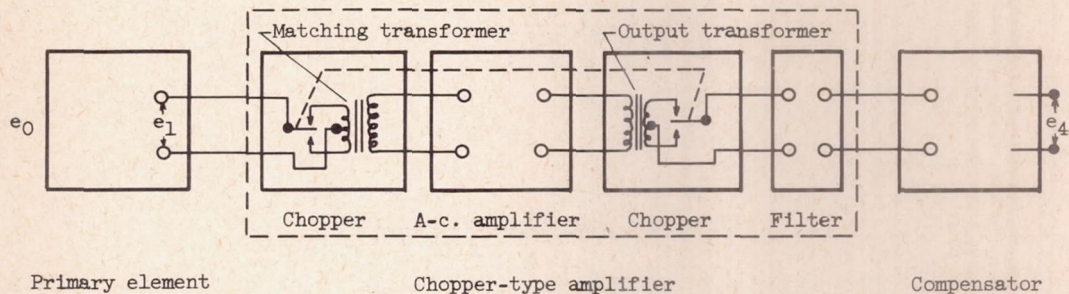 Matching transformer
Output transformer
e0
e1
e4
Chopper
A-c. amplifier
Chopper
Filter
Primary element
Chopper-type amplifier
Compensator